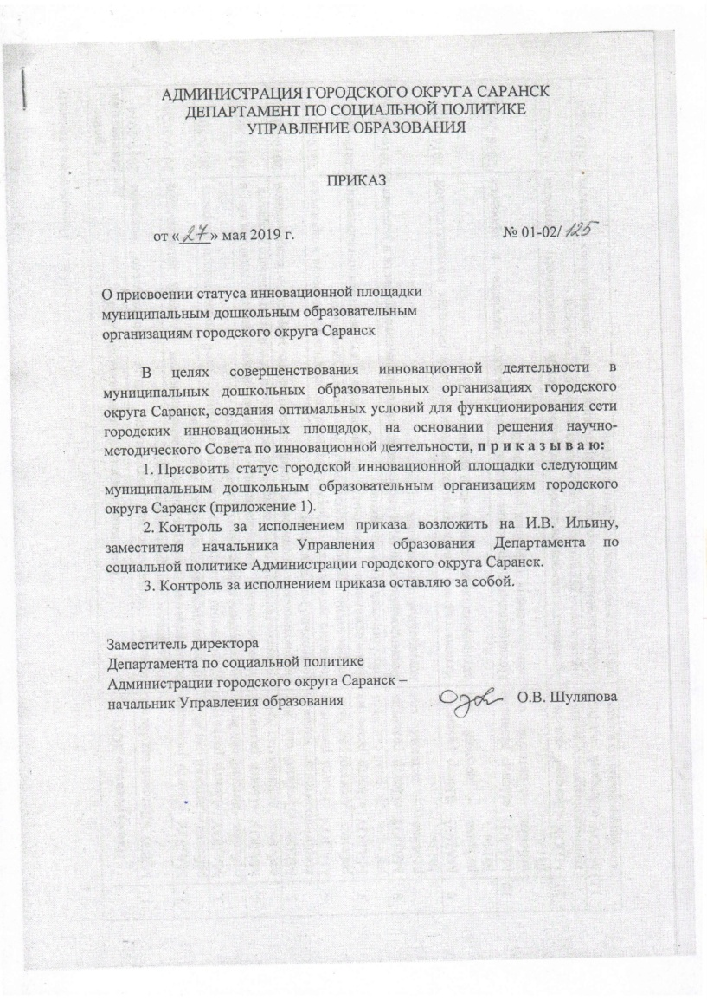 АДМИНИСТРАЦИЯ ГОРОДСКОГО ОКРУГА САРАНСК
ДЕПАРТАМЕНТ ПО СОЦИАЛЬНОЙ ПОЛИТИКЕ
УПРАВЛЕНИЕ ОБРАЗОВАНИЯ
ПРИКАЗ
от «27» мая 2019 г. № 01-02/125
О присвоении статуса инновационной площадки
муниципальным дошкольным образовательным
организациям городского округа Саранск
В целях совершенствования инновационной деятельности в
муниципальных дошкольных образовательных организациях городского
округа Саранск, создания оптимальных условий для функционирования сети
городских инновационных площадок, на основании решения научно-
методического Совета по инновационной деятельности, п р и к а з ы в а ю:
1. Присвоить статус городской инновационной площадки следующим
муниципальным дошкольным образовательным организациям городского
округа Саранск (приложение 1).
2. Контроль за исполнением приказа возложить на И.В. Ильину,
заместителя начальника Управления образования Департамента по
социальной политике Администрации городского округа Саранск.
3. Контроль за исполнением приказа оставляю за собой.
Заместитель директора
Департамента по социальной политике
Администрации городского округа Саранск –
начальник Управления образования О.В. Шуляпова